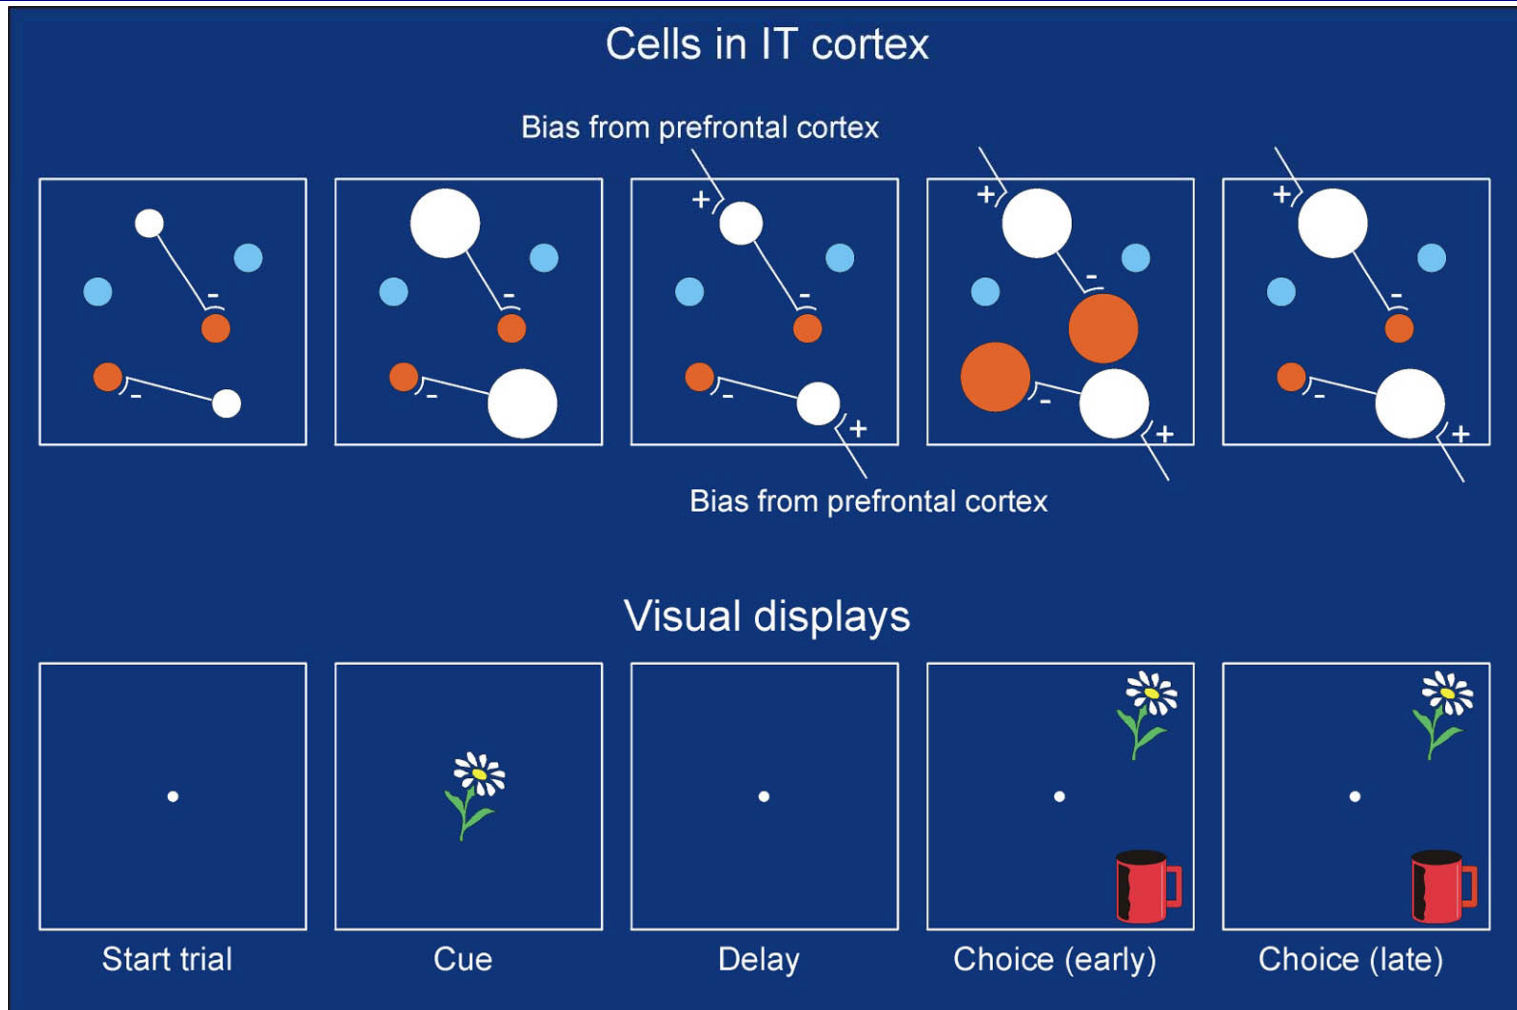 Cells in IT cortex
Bias from prefrontal cortex
+ + +
- - - - -
- - - - -
+ + +
Bias from prefrontal cortex
Visual displays
Start trial Cue Delay Choice (early) Choice (late)